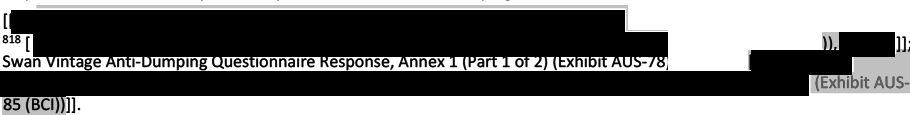 [[
818 [ )), ]];
Swan Vintage Anti-Dumping Questionnaire Response, Annex 1 (Part 1 of 2) (Exhibit AUS-78)
(Exhibit AUS-
85 (BCI))]].